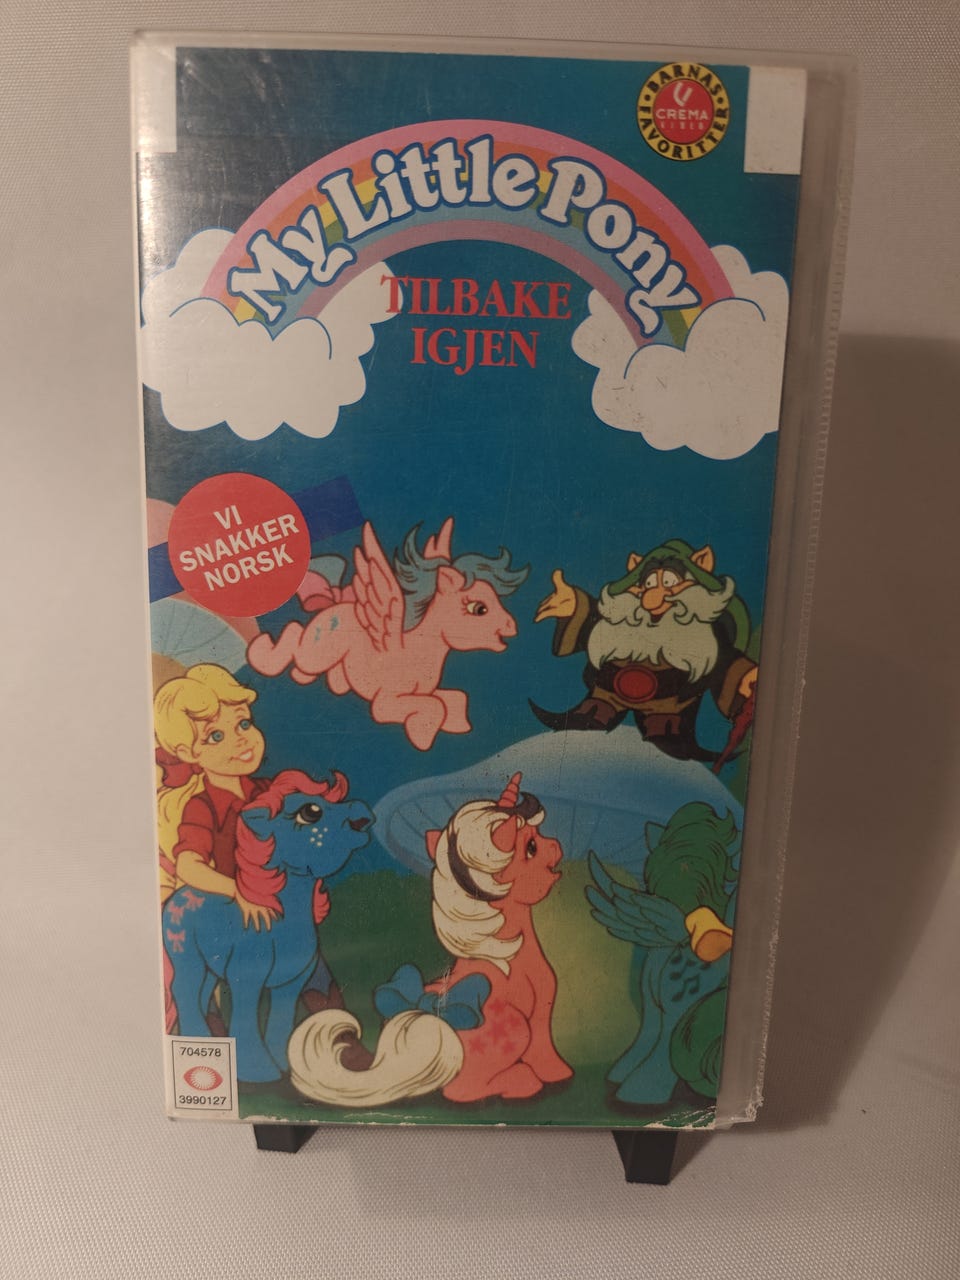 BARNAS
CREMA
VIDEO
FAVORITTER
My Little Pony
TILBAKE
IGJEN
VI
SNAKKER
NORSK
704578
3990127